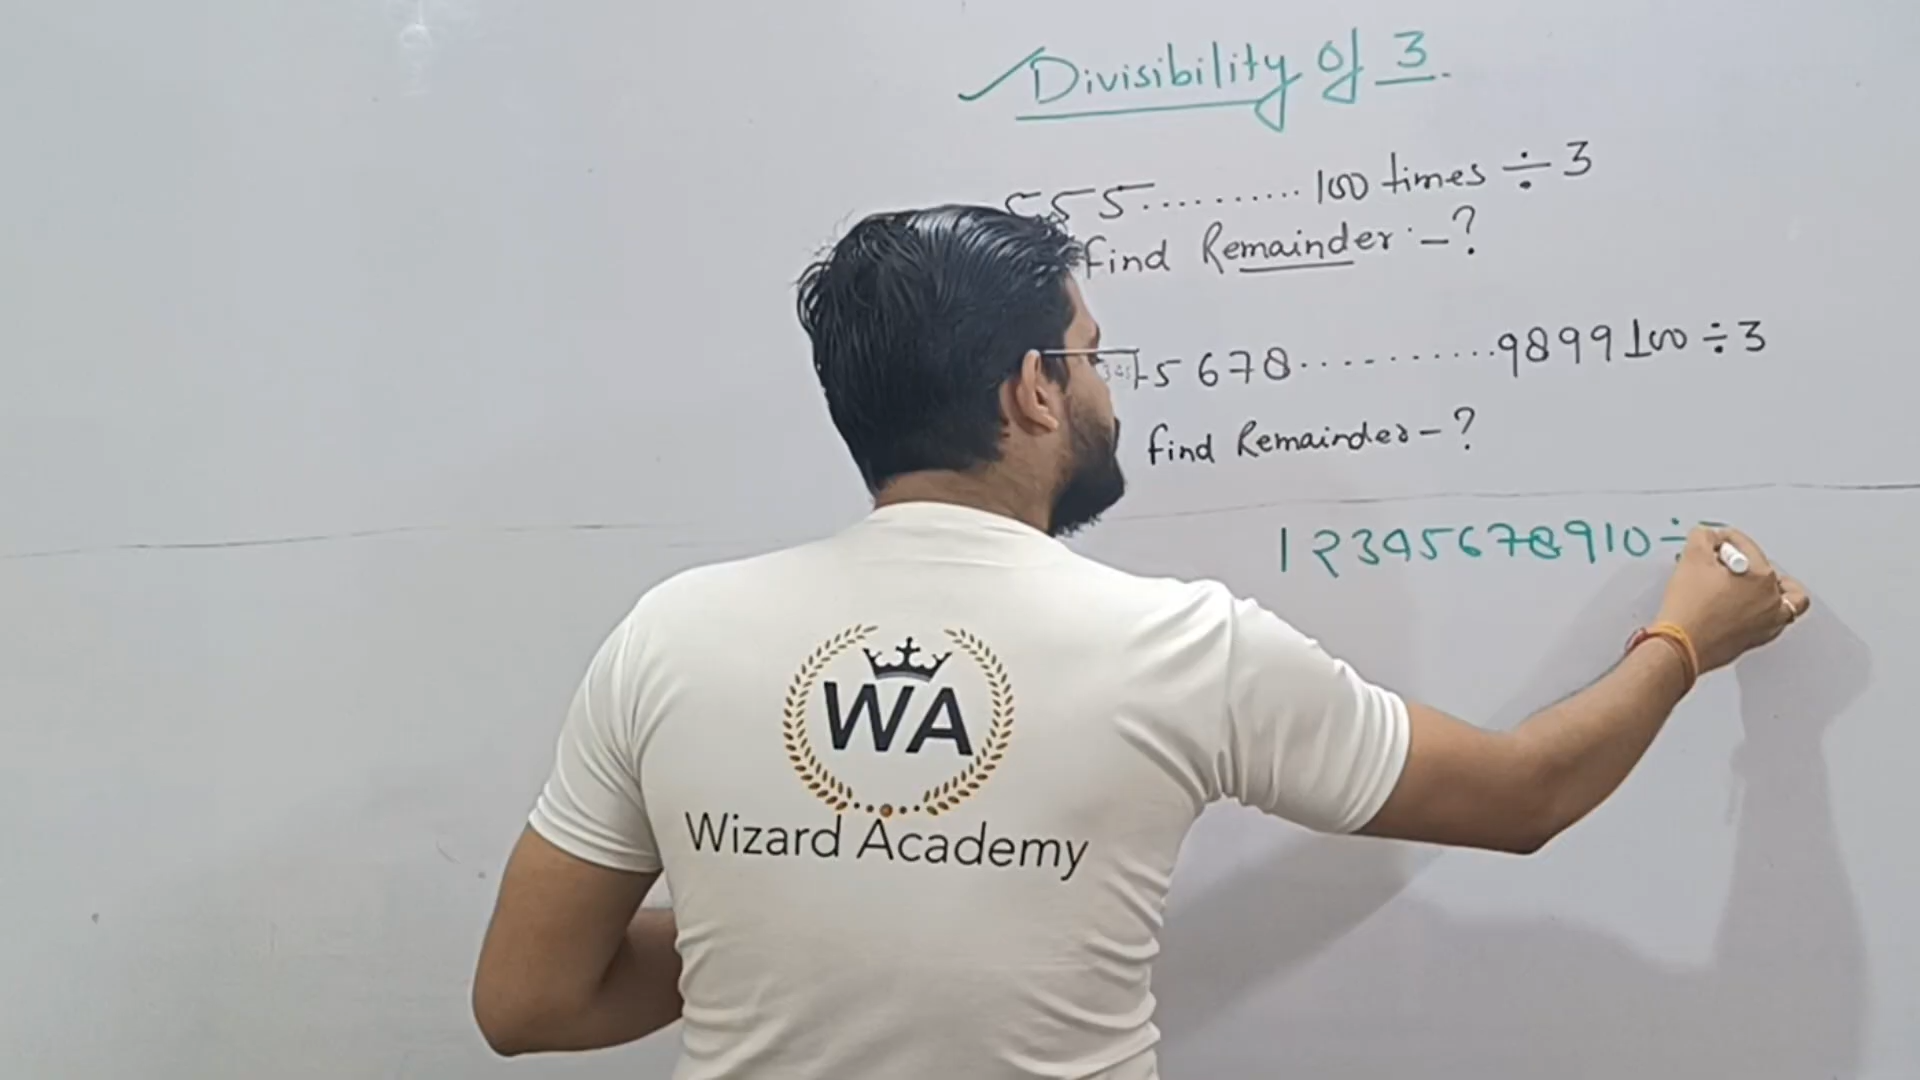 Divisibility of 3.
555.......... 100 times ÷ 3
find Remainder - ?
5678..........9899100 ÷ 3
find Remainder - ?
12345678910 ÷
WA
Wizard Academy